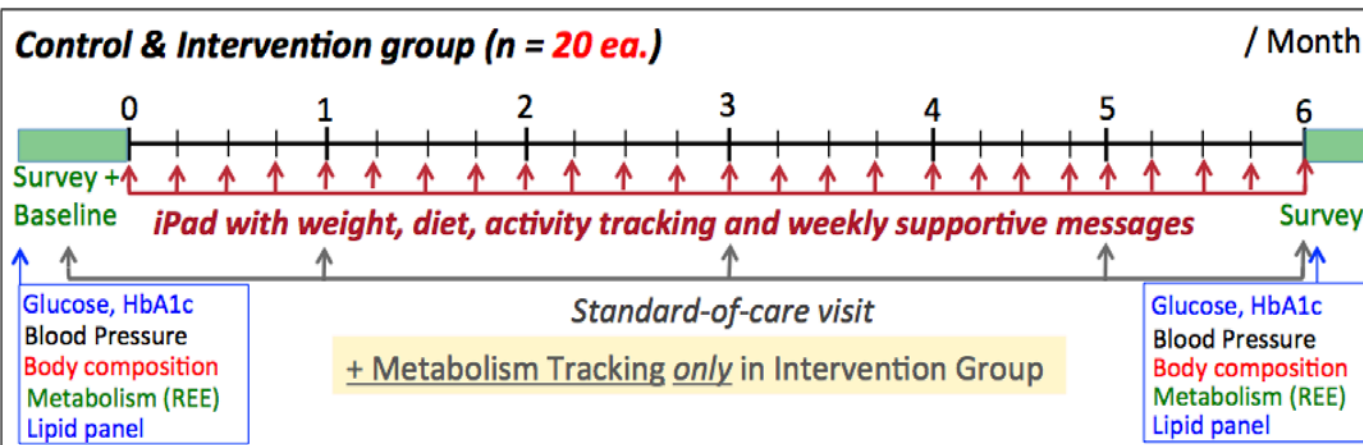 Control & Intervention group (n = 20 ea.)
/ Month
0 1 2 3 4 5 6
Survey +
Baseline
iPad with weight, diet, activity tracking and weekly supportive messages
Survey
Glucose, HbA1c
Blood Pressure
Body composition
Metabolism (REE)
Lipid panel
Standard-of-care visit
+ Metabolism Tracking only in Intervention Group
Glucose, HbA1c
Blood Pressure
Body composition
Metabolism (REE)
Lipid panel